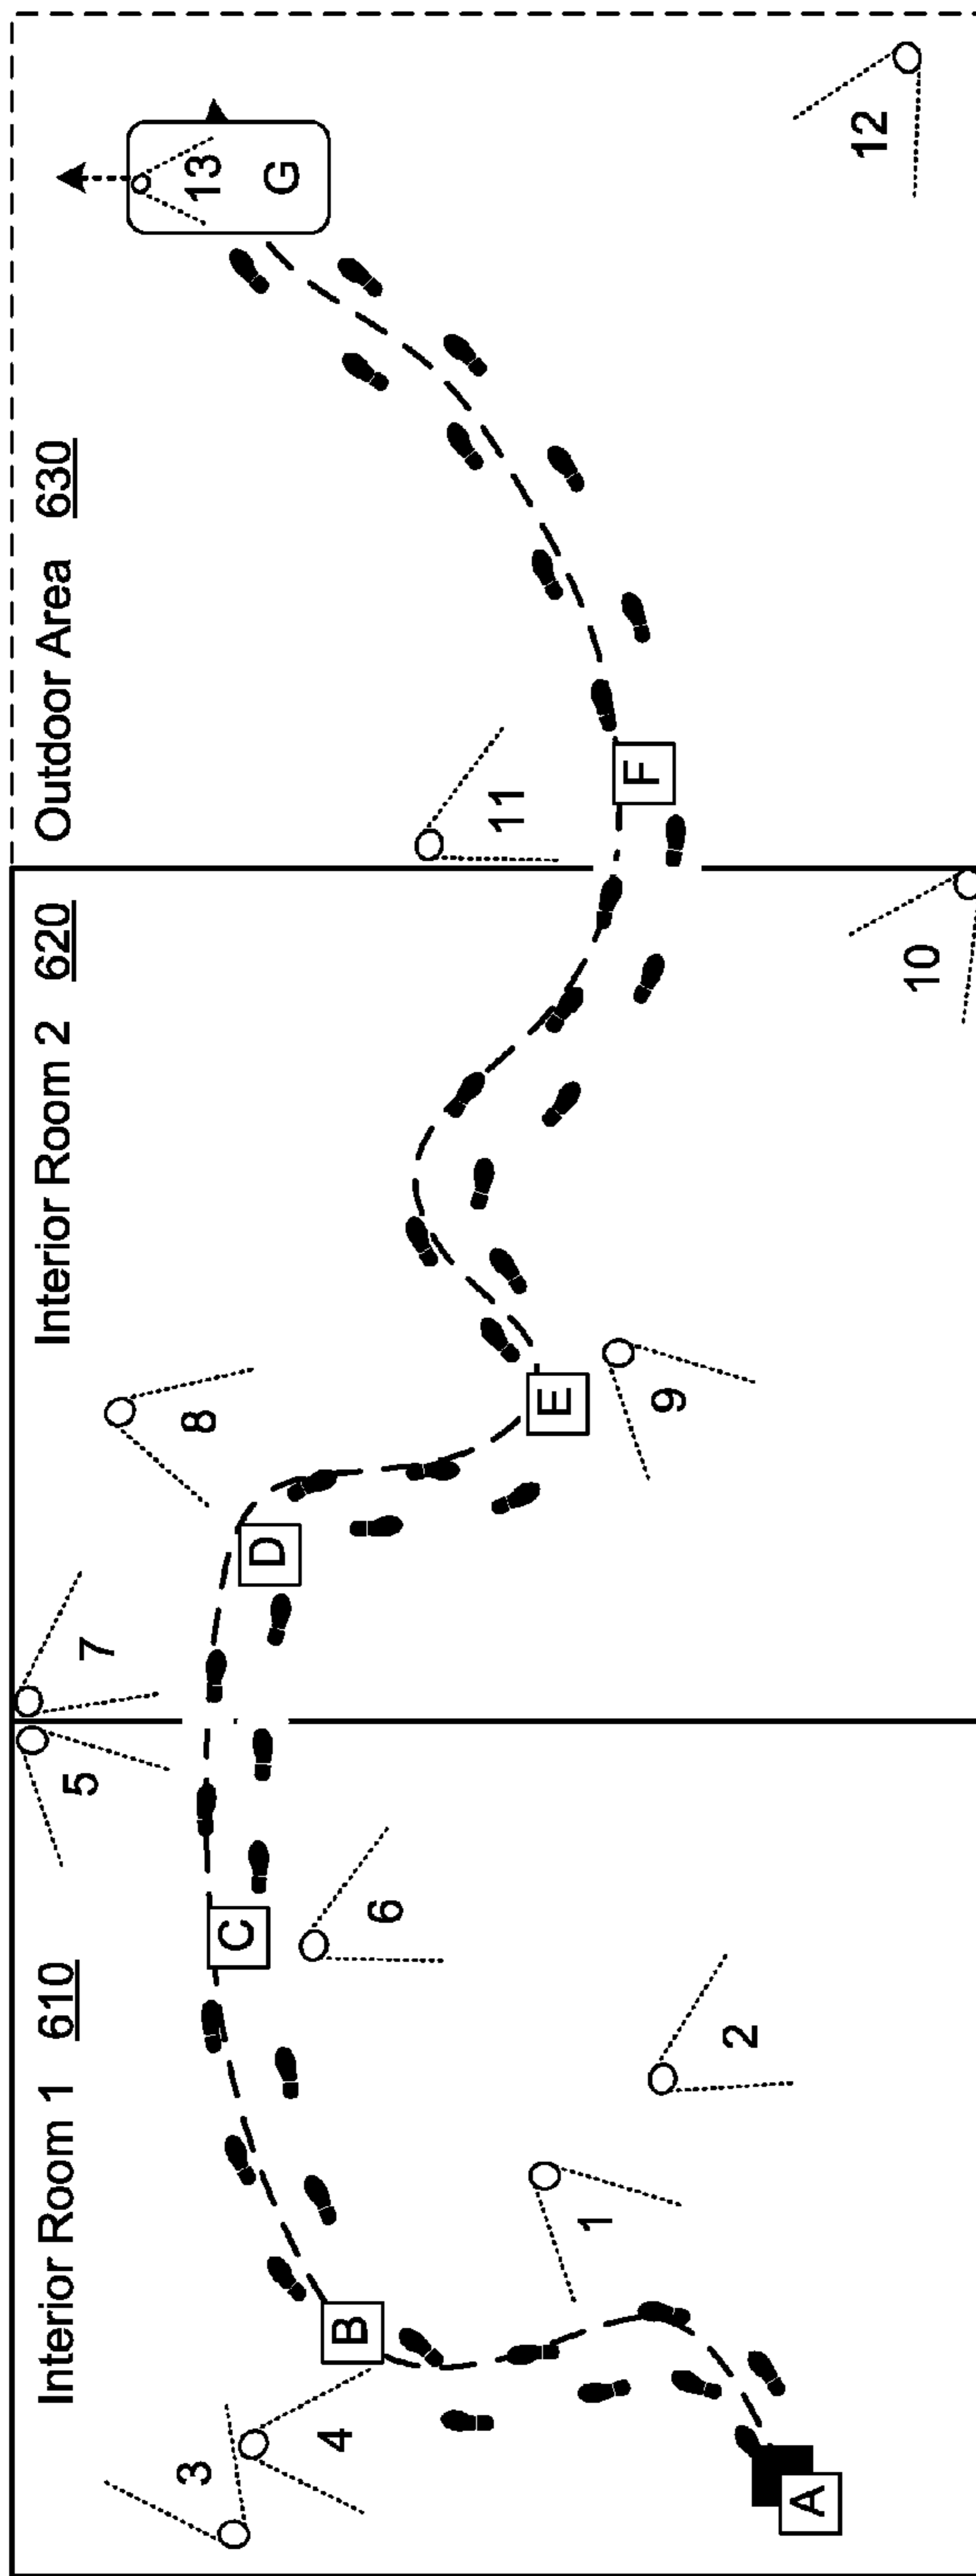 Interior Room 1 610
Interior Room 2 620
Outdoor Area 630
3
4
5
7
8
13
G
B
C
6
D
E
9
11
F
1
2
A
10
12